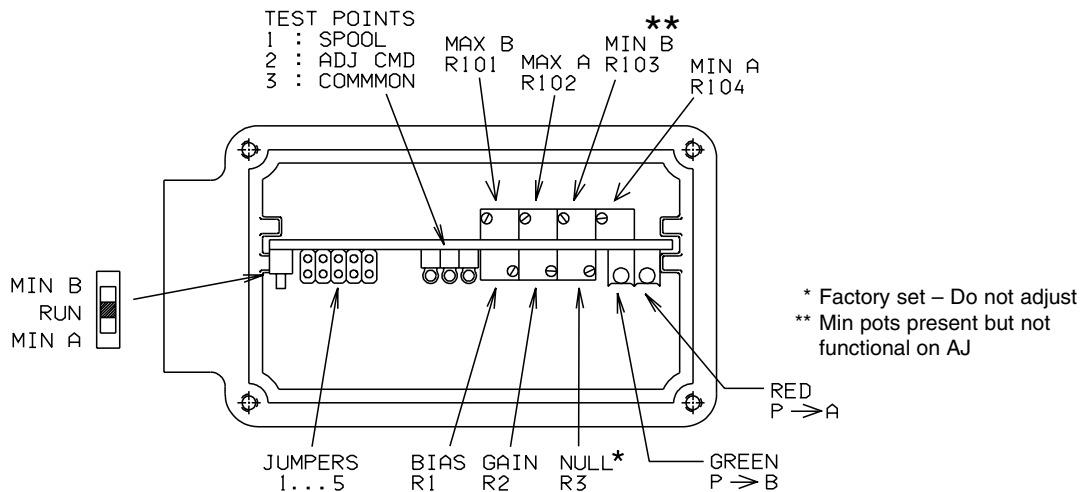 TEST POINTS
1 : SPOOL
2 : ADJ CMD
3 : COMMMON
MAX B
R101
MAX A
R102
**
MIN B
R103
MIN A
R104
MIN B
RUN
MIN A
* Factory set – Do not adjust
** Min pots present but not
functional on AJ
RED
P → A
GREEN
P → B
JUMPERS
1...5
BIAS
R1
GAIN
R2
NULL*
R3